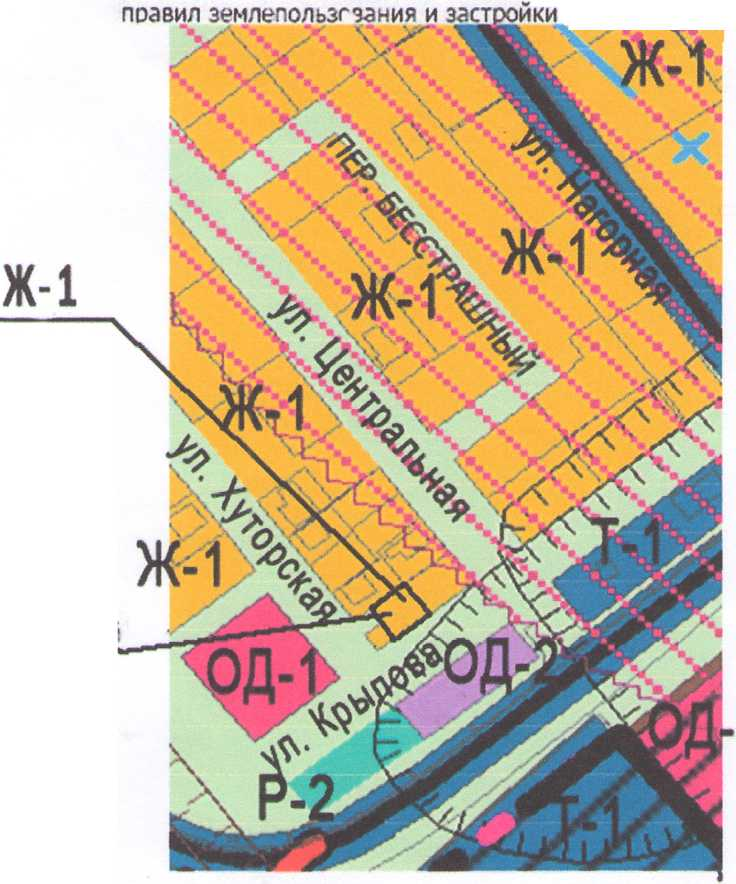 правил землепользования и застройки
Ж-1
ул. Нагорная
ПЕР. БЕССТРАШНЫЙ
Ж-1
Ж-1
Ж-1
ул. Центральная
Ж-1
ул. Хуторская
Ж-1
Т-1
ОД-1
ОД-2
ул. Крылова
ОД-
Р-2
Т-1